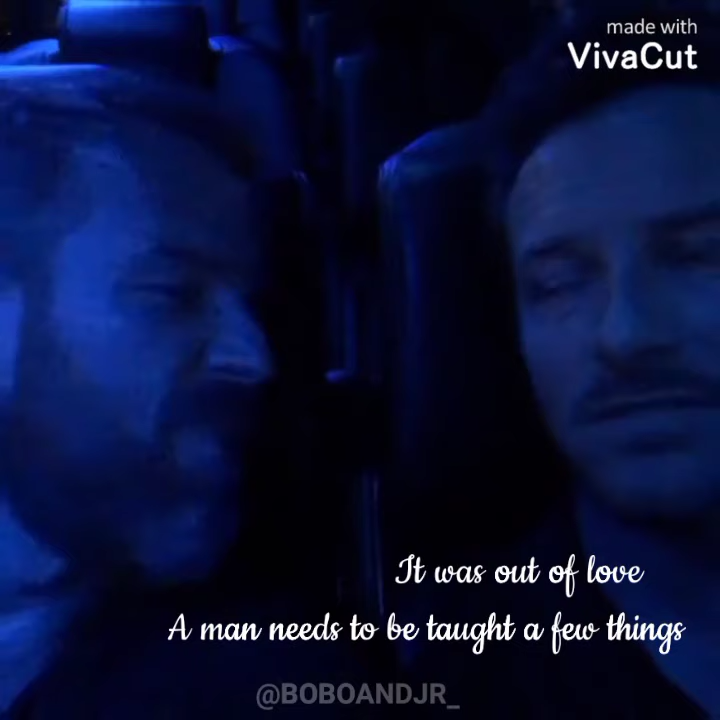 made with
VivaCut
It was out of love
A man needs to be taught a few things
@BOBOANDJR_